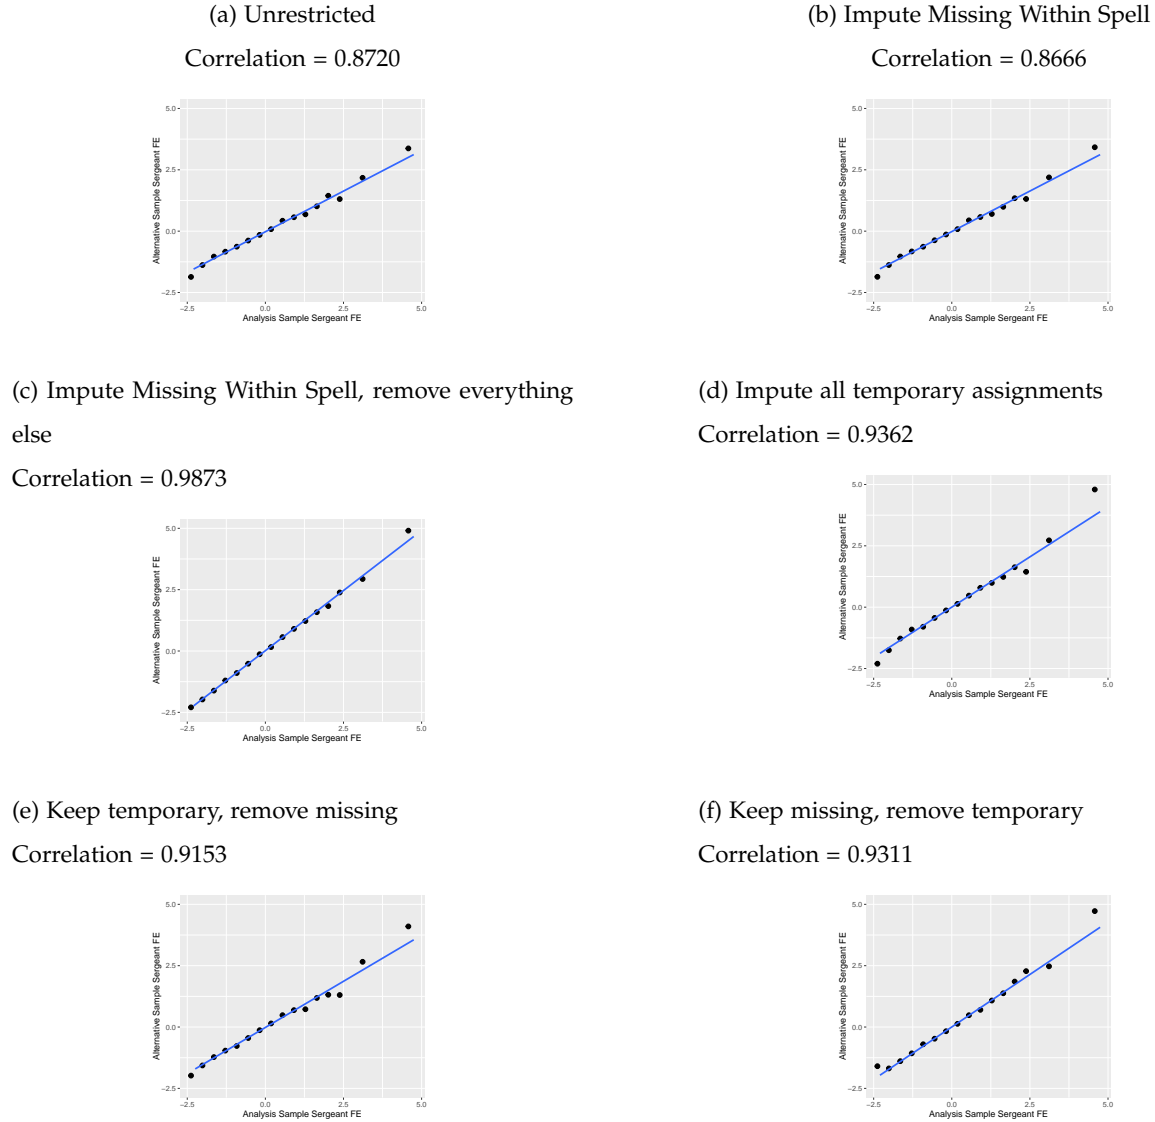 (a) Unrestricted
Correlation = 0.8720
5.0
2.5
0.0
−2.5
Alternative Sample Sergeant FE
−2.5 0.0 2.5 5.0
Analysis Sample Sergeant FE
(b) Impute Missing Within Spell
Correlation = 0.8666
5.0
2.5
0.0
−2.5
Alternative Sample Sergeant FE
−2.5 0.0 2.5 5.0
Analysis Sample Sergeant FE
(c) Impute Missing Within Spell, remove everything
else
Correlation = 0.9873
5.0
2.5
0.0
−2.5
Alternative Sample Sergeant FE
−2.5 0.0 2.5 5.0
Analysis Sample Sergeant FE
(d) Impute all temporary assignments
Correlation = 0.9362
5.0
2.5
0.0
−2.5
Alternative Sample Sergeant FE
−2.5 0.0 2.5 5.0
Analysis Sample Sergeant FE
(e) Keep temporary, remove missing
Correlation = 0.9153
5.0
2.5
0.0
−2.5
Alternative Sample Sergeant FE
−2.5 0.0 2.5 5.0
Analysis Sample Sergeant FE
(f) Keep missing, remove temporary
Correlation = 0.9311
5.0
2.5
0.0
−2.5
Alternative Sample Sergeant FE
−2.5 0.0 2.5 5.0
Analysis Sample Sergeant FE